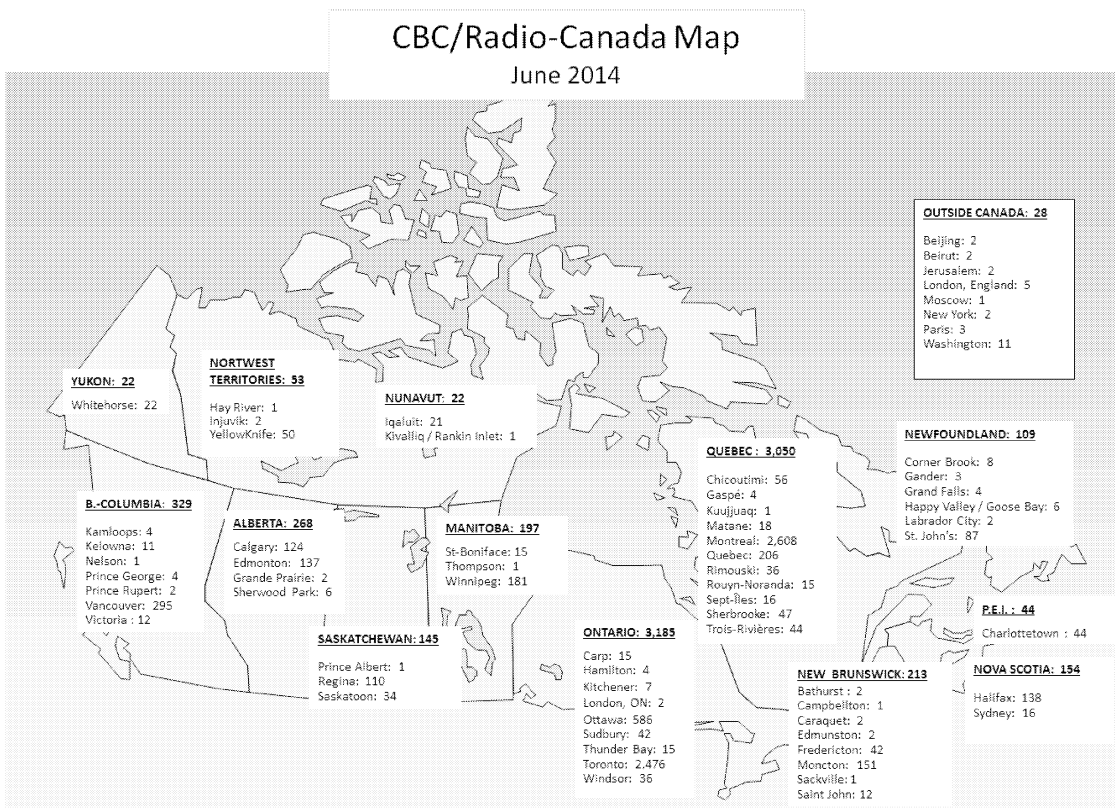 CBC/Radio-Canada Map
June 2014
OUTSIDE CANADA: 28
Beijing: 2
Beirut: 2
Jerusalem: 2
London, England: 5
Moscow: 1
New York: 2
Paris: 3
Washington: 11
YUKON: 22
Whitehorse: 22
NORTWEST
TERRITORIES: 53
Hay River: 1
Injuvik: 2
YellowKnife: 50
NUNAVUT: 22
Iqaluit: 21
Kivalliq / Rankin Inlet: 1
QUEBEC : 3,050
Chicoutimi: 56
Gaspé: 4
Kuujjuaq: 1
Matane: 18
Montreal: 2,608
Quebec: 206
Rimouski: 36
Rouyn-Noranda: 15
Sept-Îles: 16
Sherbrooke: 47
Trois-Rivières: 44
NEWFOUNDLAND: 109
Corner Brook: 8
Gander: 3
Grand Falls: 4
Happy Valley / Goose Bay: 6
Labrador City: 2
St. John's: 87
B.-COLUMBIA: 329
Kamloops: 4
Kelowna: 11
Nelson: 1
Prince George: 4
Prince Rupert: 2
Vancouver: 295
Victoria : 12
ALBERTA: 268
Calgary: 124
Edmonton: 137
Grande Prairie: 2
Sherwood Park: 6
MANITOBA: 197
St-Boniface: 15
Thompson: 1
Winnipeg: 181
SASKATCHEWAN: 145
Prince Albert: 1
Regina: 110
Saskatoon: 34
ONTARIO: 3,185
Carp: 15
Hamilton: 4
Kitchener: 7
London, ON: 2
Ottawa: 586
Sudbury: 42
Thunder Bay: 15
Toronto: 2.476
Windsor: 36
NEW BRUNSWICK: 213
Bathurst : 2
Campbellton: 1
Caraquet: 2
Edmunston: 2
Fredericton: 42
Moncton: 151
Sackville: 1
Saint John: 12
P.E.I. : 44
Charlottetown : 44
NOVA SCOTIA: 154
Halifax: 138
Sydney: 16